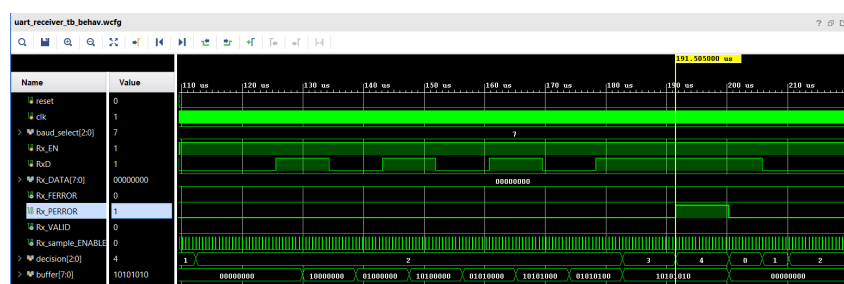 uart_receiver_tb_behav.wcfg
191.505000 us
Name Value
110 us 120 us 130 us 140 us 150 us 160 us 170 us 180 us 190 us 200 us 210 us
reset 0
clk 1
baud_select[2:0] 7 7
Rx_EN 1
RxD 1
Rx_DATA[7:0] 00000000 00000000
Rx_FERROR 0
Rx_PERROR 1
Rx_VALID 0
Rx_sample_ENABLE 0
decision[2:0] 4 1 2 3 4 0 1 2
buffer[7:0] 10101010 00000000 10000000 01000000 10100000 01010000 10101000 01010100 10101010 00000000